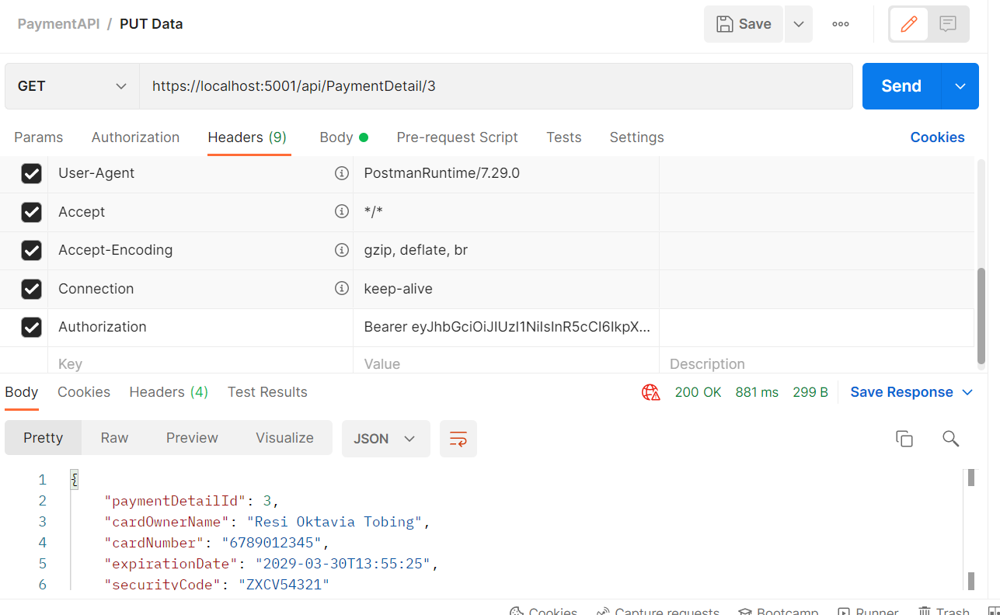 PaymentAPI / PUT Data
Save
GET https://localhost:5001/api/PaymentDetail/3 Send
Params Authorization Headers (9) Body Pre-request Script Tests Settings Cookies
User-Agent PostmanRuntime/7.29.0
Accept */*
Accept-Encoding gzip, deflate, br
Connection keep-alive
Authorization Bearer eyJhbGciOiJIUzI1NiIsInR5cCI6IkpX...
Key Value Description
Body Cookies Headers (4) Test Results 200 OK 881 ms 299 B Save Response
Pretty Raw Preview Visualize JSON
1 {
2 "paymentDetailId": 3,
3 "cardOwnerName": "Resi Oktavia Tobing",
4 "cardNumber": "6789012345",
5 "expirationDate": "2029-03-30T13:55:25",
6 "securityCode": "ZXCV54321"
Cookies Capture requests Bootcamp Runner Trash